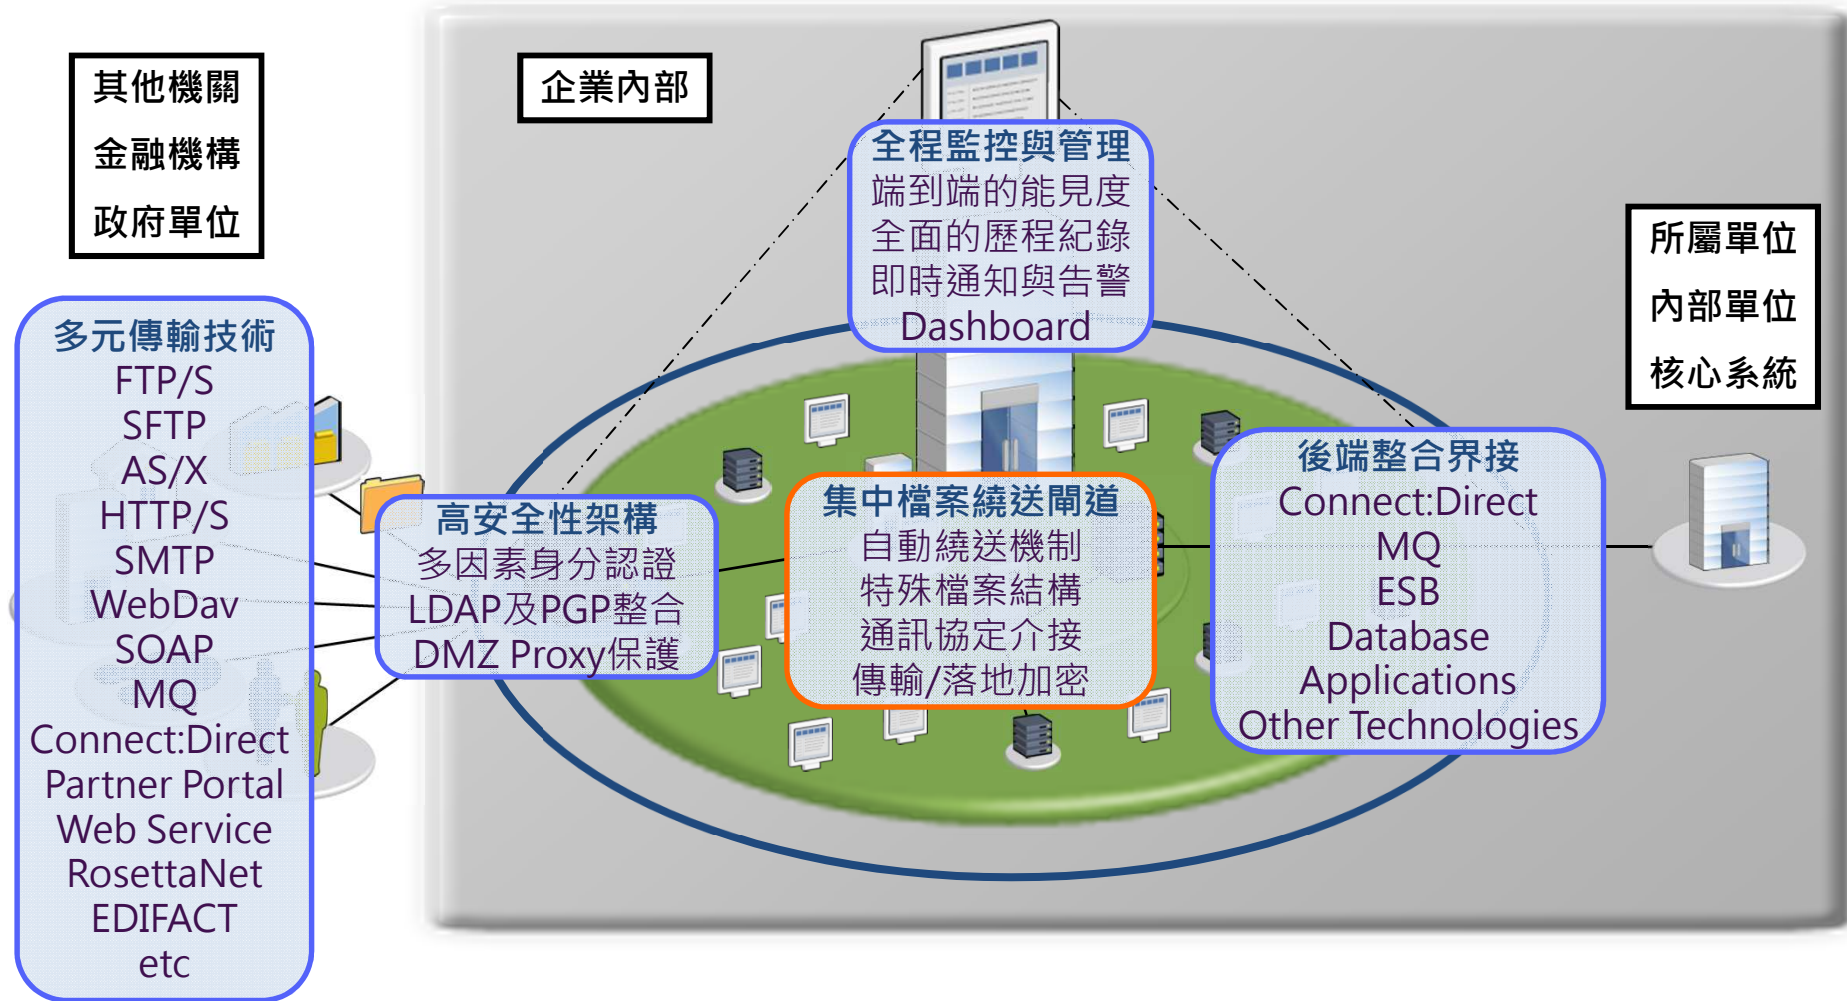 其他機關
金融機構
政府單位
企業內部
全程監控與管理
端到端的能見度
全面的歷程紀錄
即時通知與告警
Dashboard
所屬單位
內部單位
核心系統
多元傳輸技術
FTP/S
SFTP
AS/X
HTTP/S
SMTP
WebDav
SOAP
MQ
Connect:Direct
Partner Portal
Web Service
RosettaNet
EDIFACT
etc
高安全性架構
多因素身分認證
LDAP及PGP整合
DMZ Proxy保護
集中檔案繞送閘道
自動繞送機制
特殊檔案結構
通訊協定介接
傳輸/落地加密
後端整合界接
Connect:Direct
MQ
ESB
Database
Applications
Other Technologies